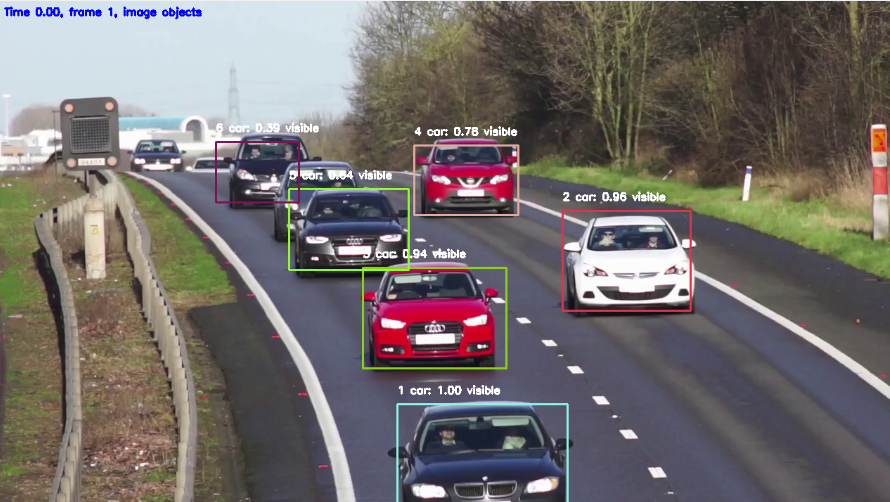 Time 0.00, frame 1, image objects
6 car: 0.39 visible
4 car: 0.78 visible
5 car: 0.64 visible
2 car: 0.96 visible
3 car: 0.94 visible
1 car: 1.00 visible